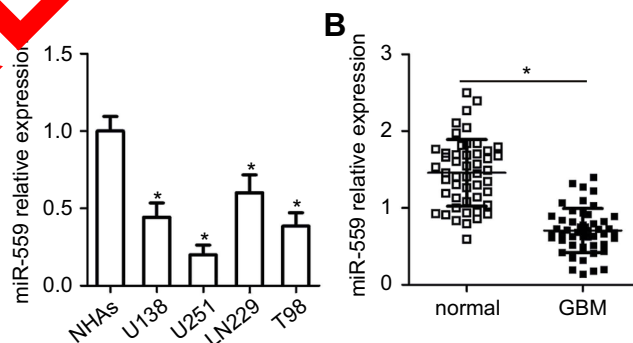 B
miR-559 relative expression
1.5
1.0
0.5
0.0
*
*
*
*
NHAs
U138
U251
LN229
T98
miR-559 relative expression
3
2
1
0
*
normal
GBM